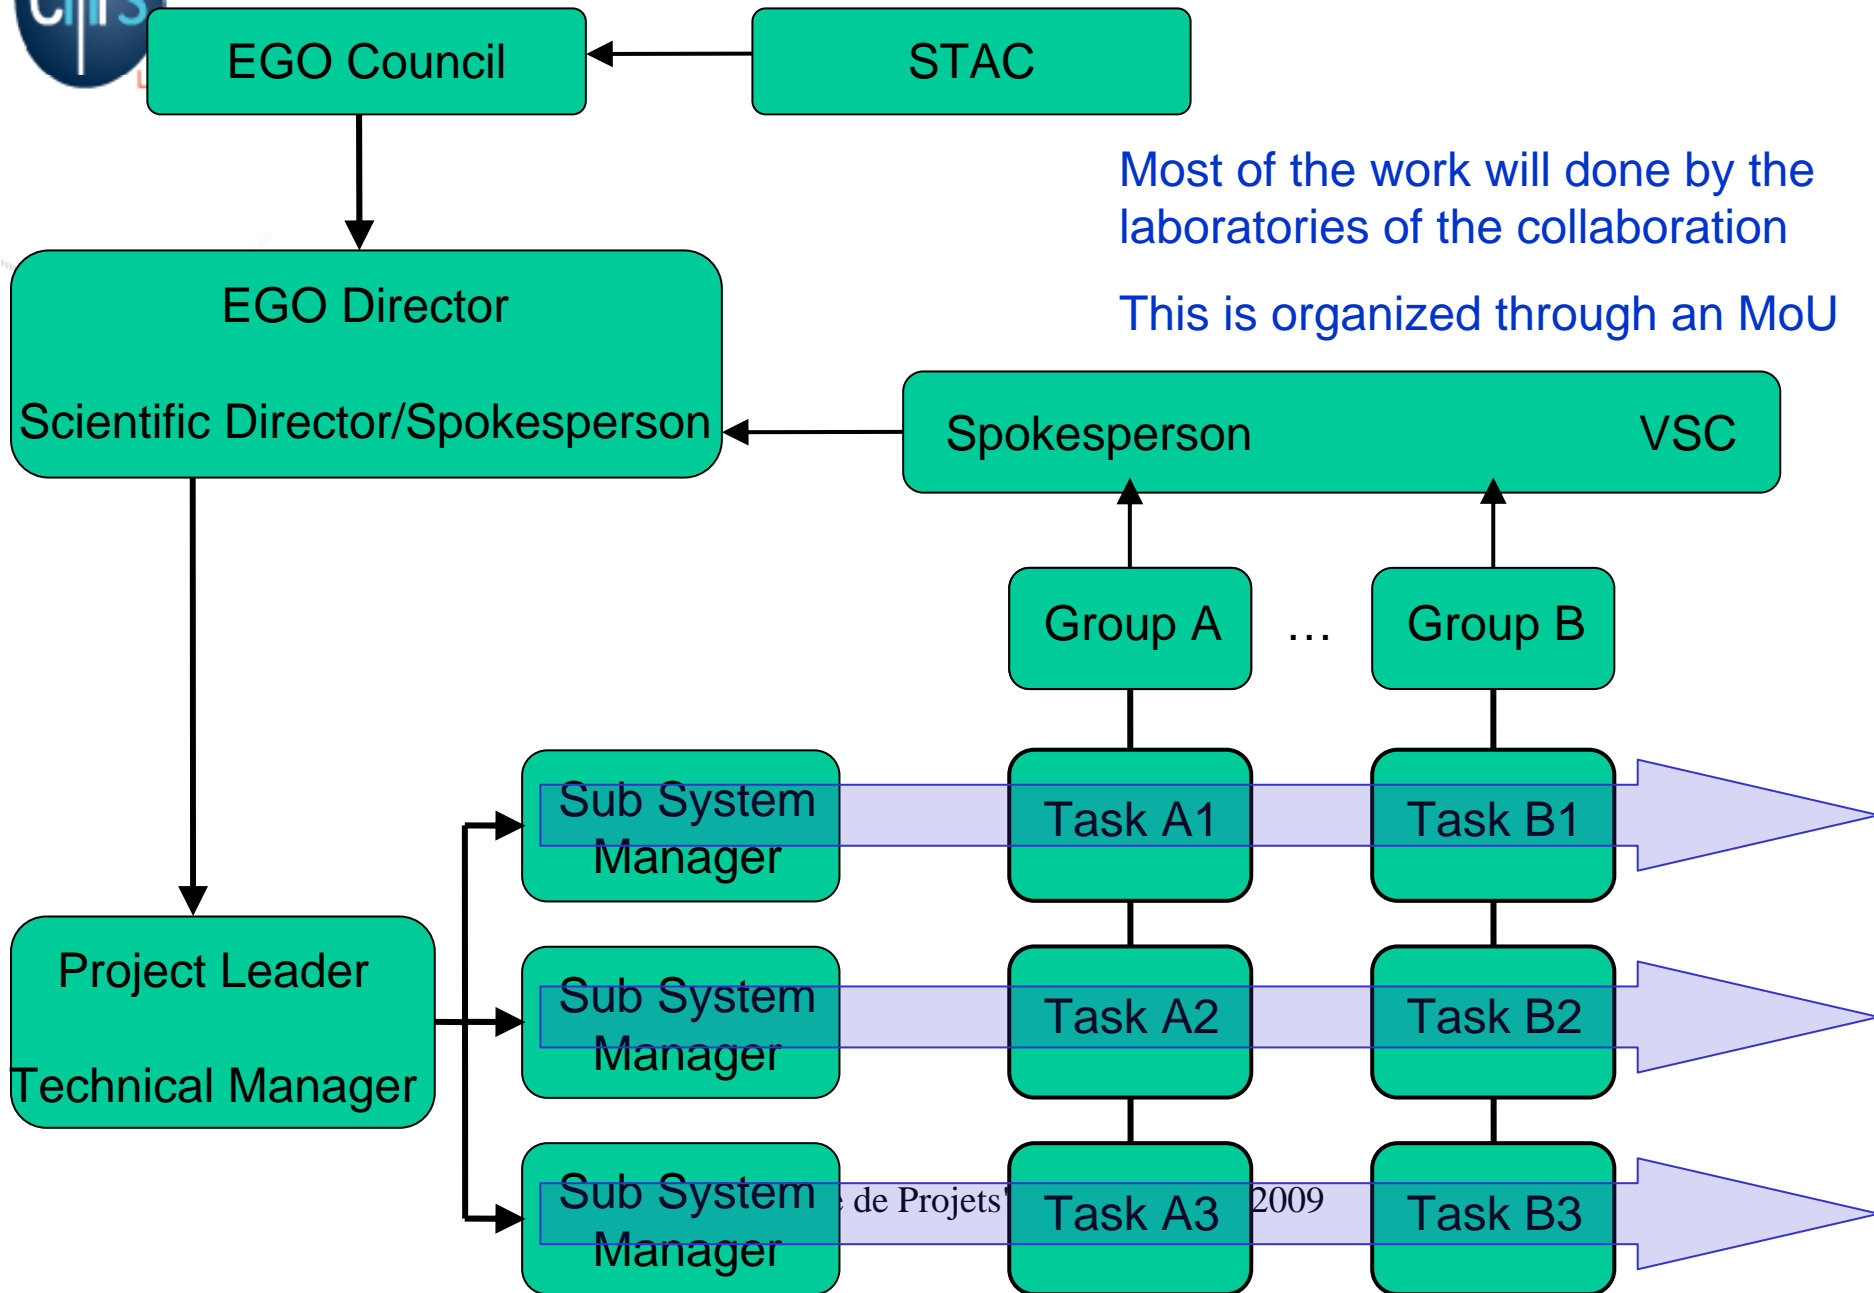 cnrs
EGO Council
STAC
Most of the work will done by the
laboratories of the collaboration
This is organized through an MoU
EGO Director
Scientific Director/Spokesperson
Spokesperson
VSC
Group A
…
Group B
Sub System
Manager
Task A1
Task B1
Project Leader
Technical Manager
Sub System
Manager
Task A2
Task B2
Sub System
Manager
de Projets"
2009
Task A3
Task B3